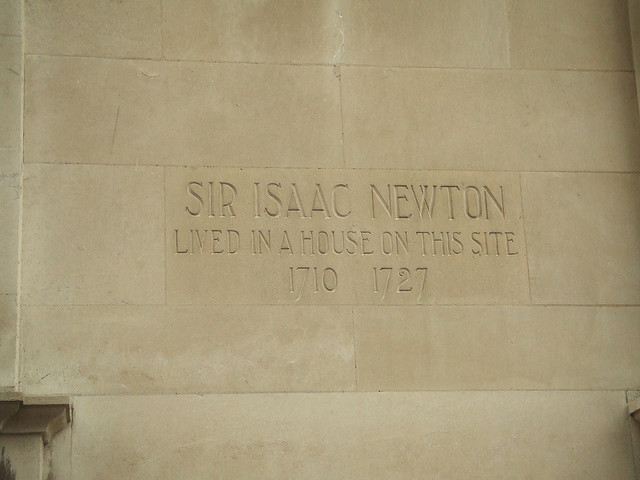 SIR ISAAC NEWTON
LIVED IN A HOUSE ON THIS SITE
1710 1727